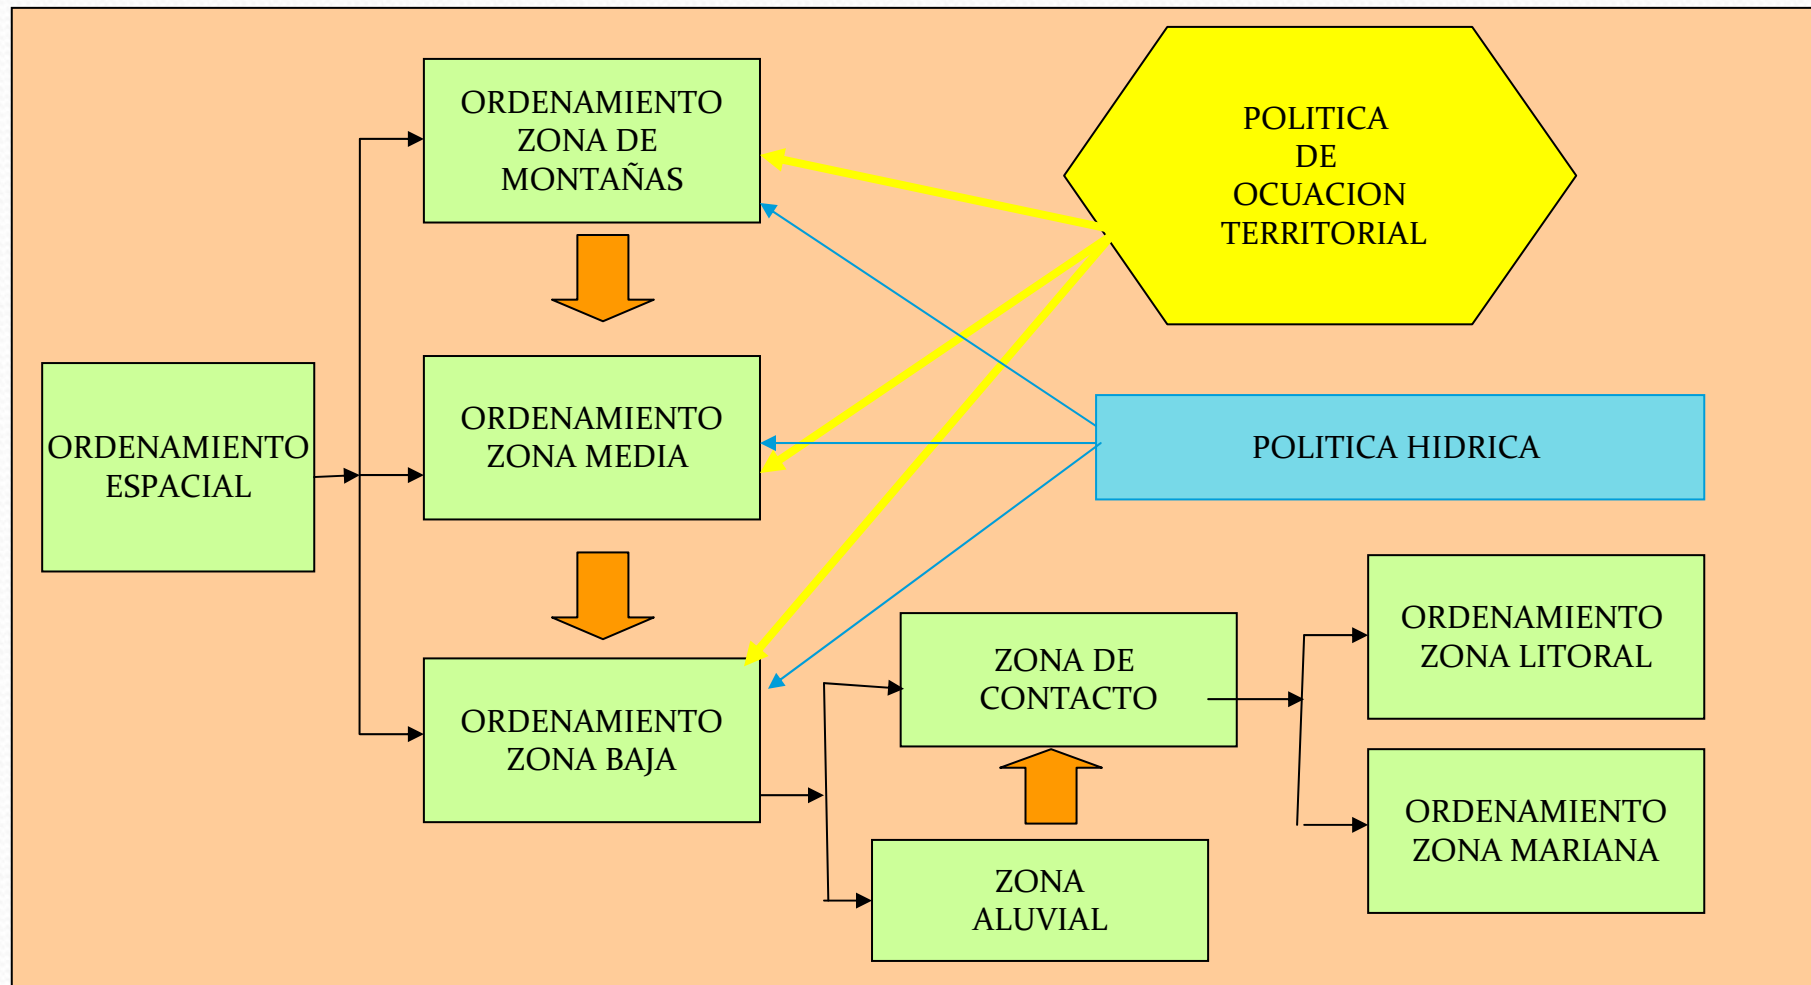 ORDENAMIENTO
ZONA DE
MONTAÑAS
POLITICA
DE
OCUACION
TERRITORIAL
ORDENAMIENTO
ESPACIAL
ORDENAMIENTO
ZONA MEDIA
POLITICA HIDRICA
ORDENAMIENTO
ZONA BAJA
ZONA DE
CONTACTO
ORDENAMIENTO
ZONA LITORAL
ZONA
ALUVIAL
ORDENAMIENTO
ZONA MARIANA